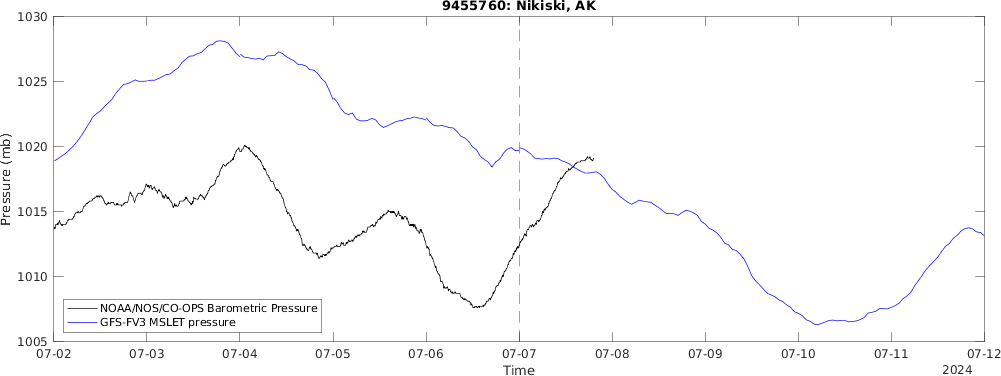 9455760: Nikiski, AK
Pressure (mb)
1030
1025
1020
1015
1010
1005
NOAA/NOS/CO-OPS Barometric Pressure
GFS-FV3 MSLET pressure
07-02 07-03 07-04 07-05 07-06 07-07 07-08 07-09 07-10 07-11 07-12
Time
2024